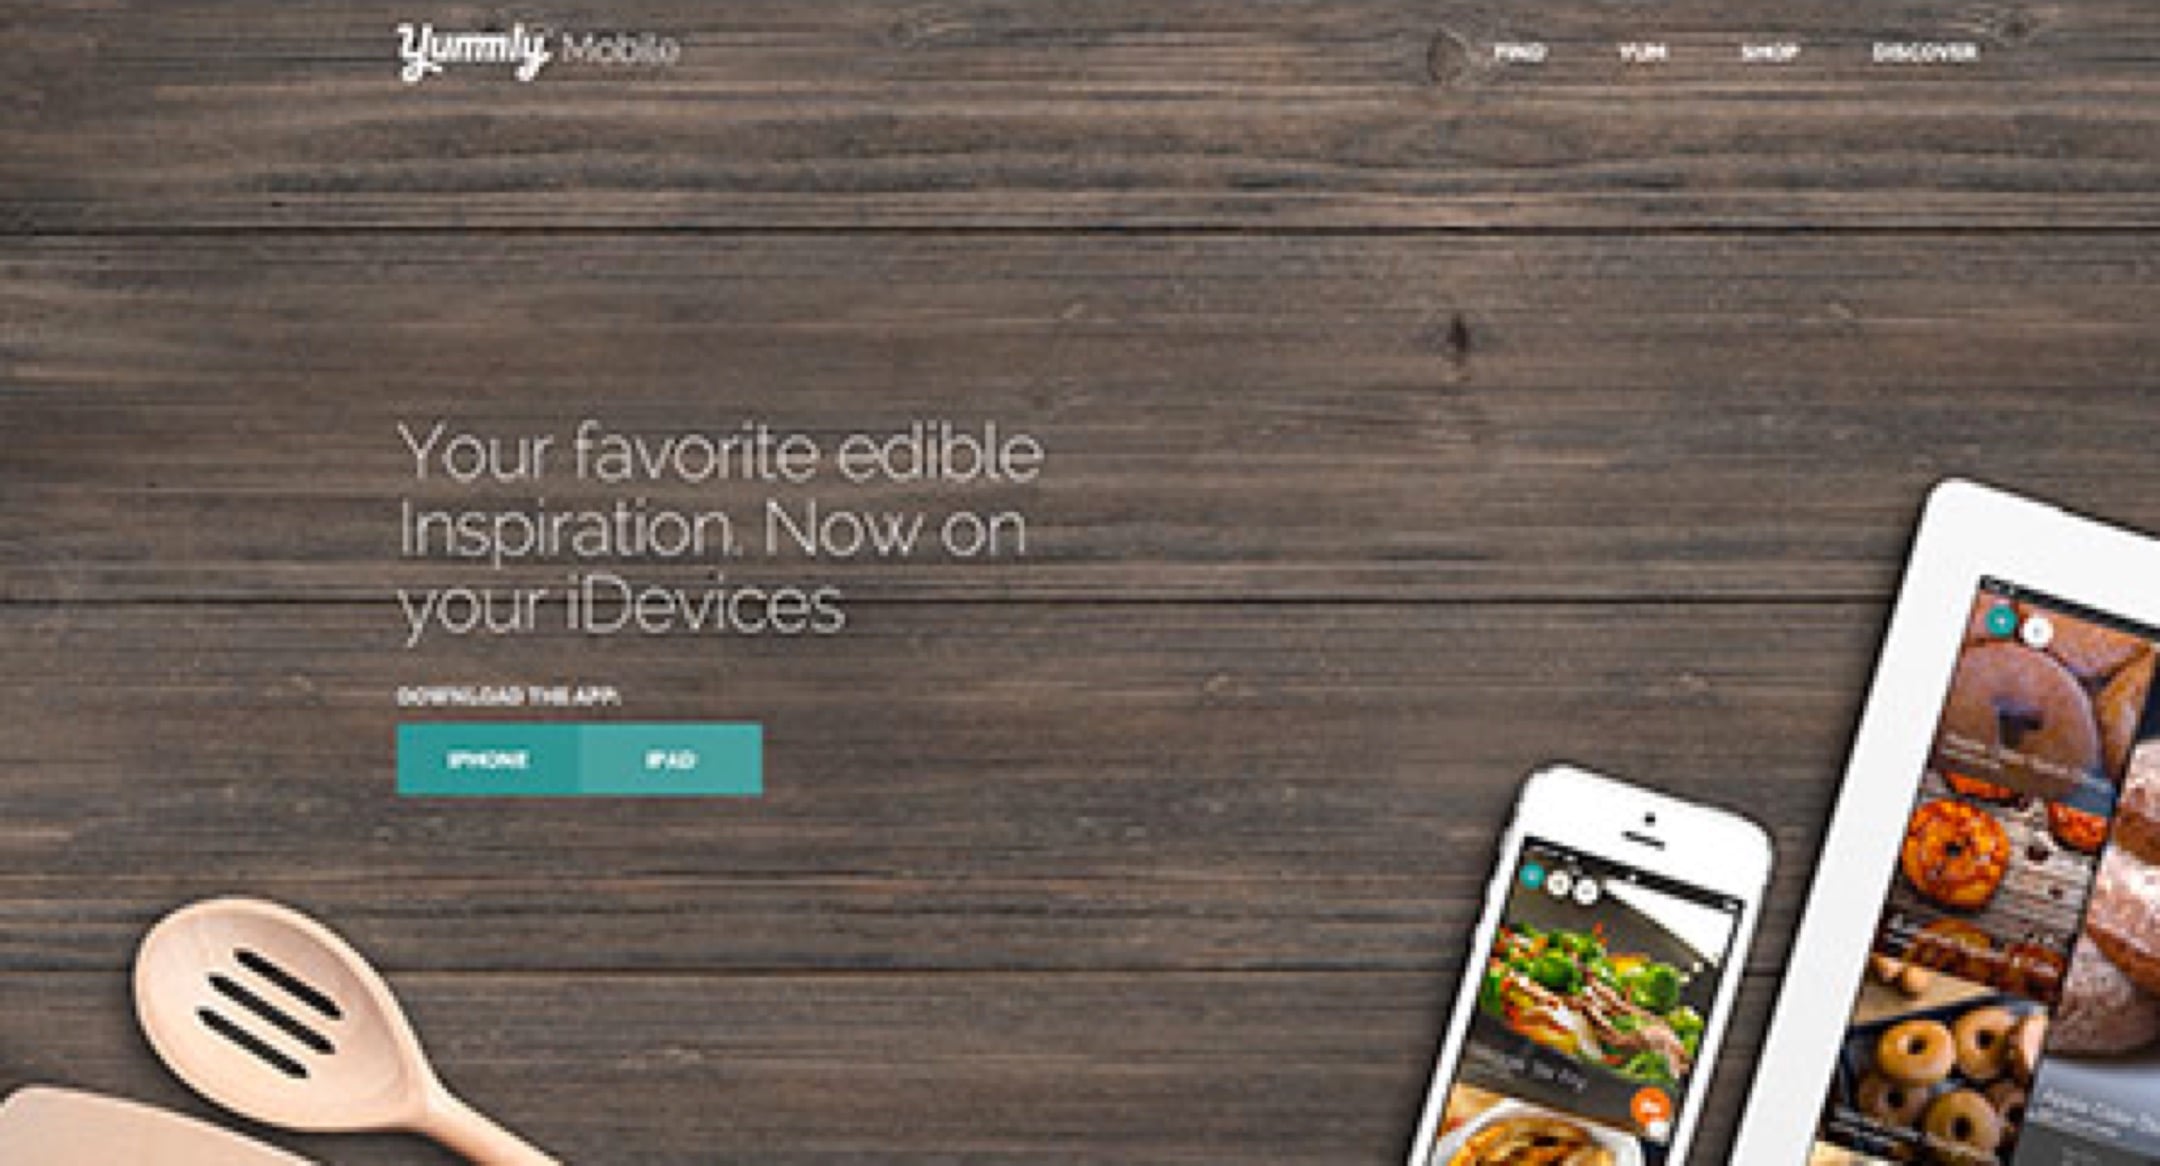 Yummly Mobile
FIND YUM SHOP DISCOVER
Your favorite edible
Inspiration. Now on
your iDevices
DOWNLOAD THE APP:
IPHONE IPAD